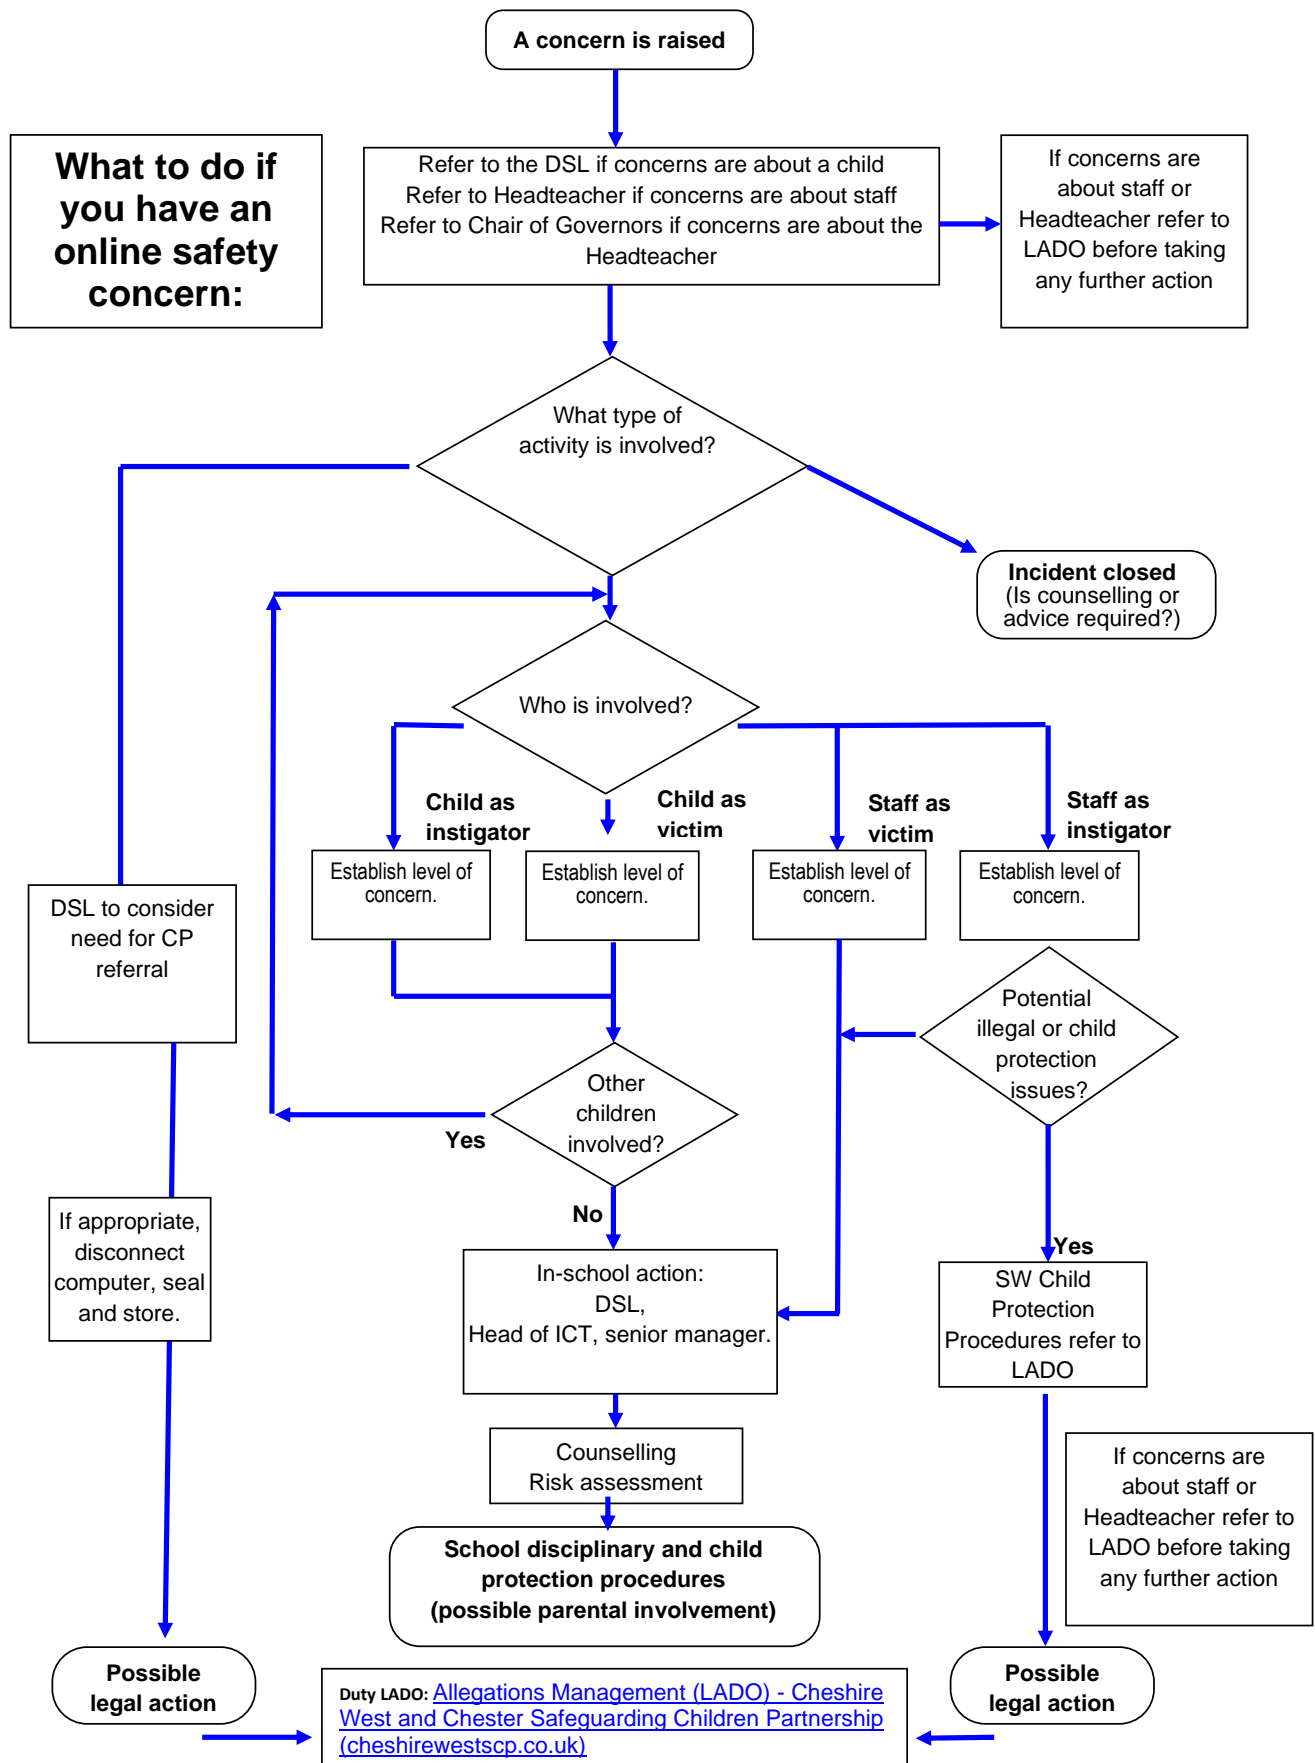 A concern is raised
What to do if
you have an
online safety
concern:
Refer to the DSL if concerns are about a child
Refer to Headteacher if concerns are about staff
Refer to Chair of Governors if concerns are about the
Headteacher
If concerns are
about staff or
Headteacher refer to
LADO before taking
any further action
What type of
activity is involved?
Incident closed
(Is counselling or
advice required?)
Who is involved?
Child as
instigator
Child as
victim
Staff as
victim
Staff as
instigator
Establish level of
concern.
Establish level of
concern.
Establish level of
concern.
Establish level of
concern.
DSL to consider
need for CP
referral
Potential
illegal or child
protection
issues?
Other
children
involved?
Yes
No
If appropriate,
disconnect
computer, seal
and store.
In-school action:
DSL,
Head of ICT, senior manager.
Yes
SW Child
Protection
Procedures refer to
LADO
Counselling
Risk assessment
If concerns are
about staff or
Headteacher refer to
LADO before taking
any further action
School disciplinary and child
protection procedures
(possible parental involvement)
Possible
legal action
Duty LADO: Allegations Management (LADO) - Cheshire
West and Chester Safeguarding Children Partnership
(cheshirewestscp.co.uk)
Possible
legal action